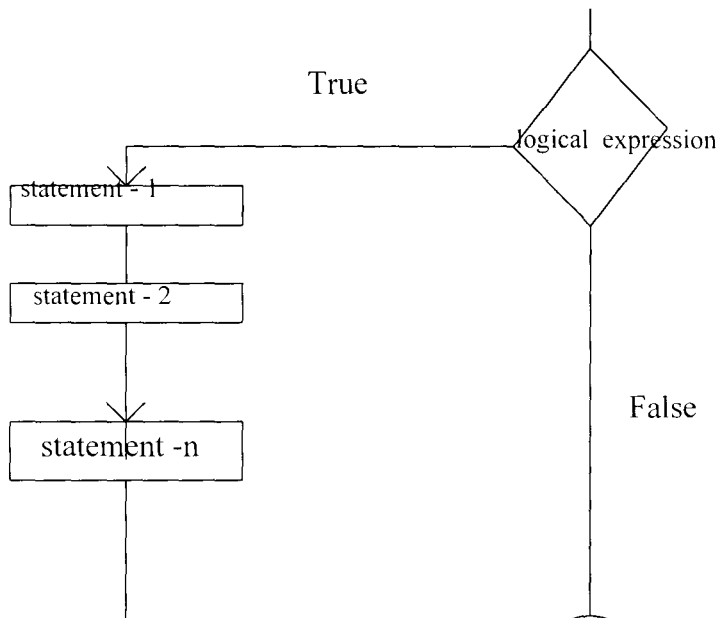 True
logical expression
statement - 1
statement - 2
False
statement -n